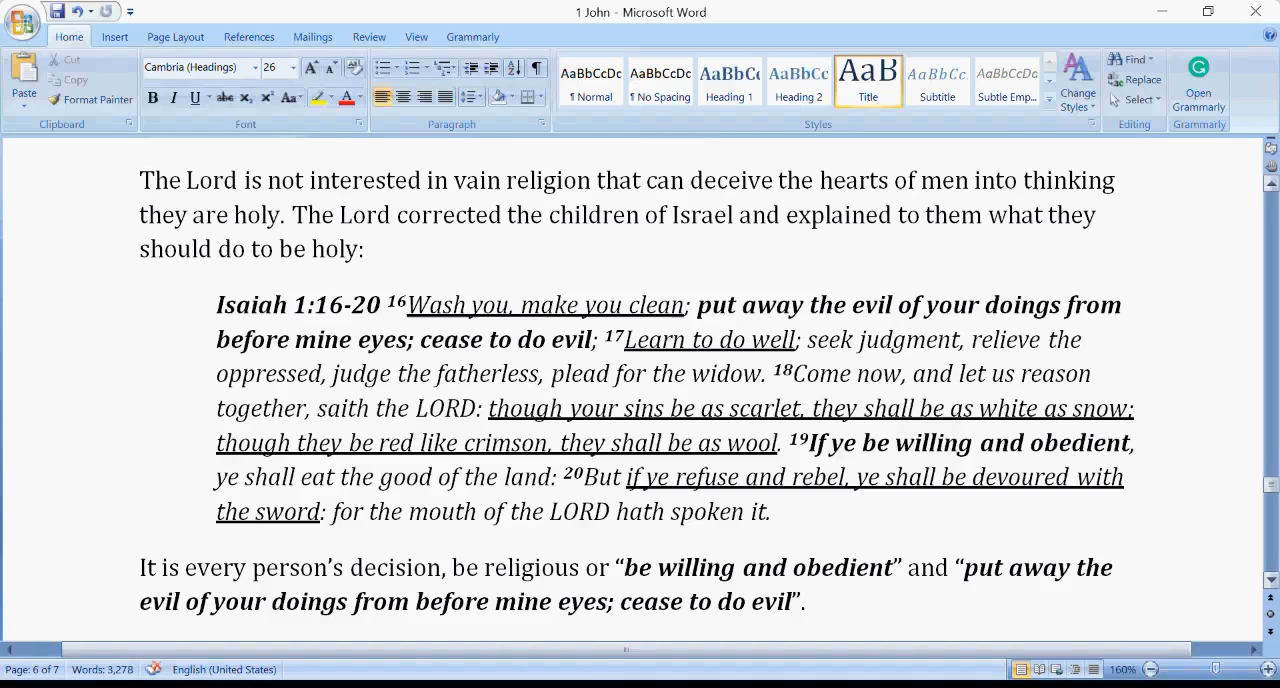 1 John - Microsoft Word
Home Insert Page Layout References Mailings Review View Grammarly
Paste
Cut
Copy
Format Painter
Clipboard
Cambria (Headings) 26
Font
Paragraph
AaBbCcDc AaBbCcDc AaBbCc AaBbCc AaB AaBbCc. AaBbCcDa
¶ Normal ¶ No Spacing Heading 1 Heading 2 Title Subtitle Subtle Emp...
Styles
Change Styles
Find
Replace
Select
Editing
Open Grammarly
Grammarly
The Lord is not interested in vain religion that can deceive the hearts of men into thinking
they are holy. The Lord corrected the children of Israel and explained to them what they
should do to be holy:
Isaiah 1:16-20 16Wash you, make you clean; put away the evil of your doings from
before mine eyes; cease to do evil; 17Learn to do well; seek judgment, relieve the
oppressed, judge the fatherless, plead for the widow. 18Come now, and let us reason
together, saith the LORD: though your sins be as scarlet, they shall be as white as snow;
though they be red like crimson, they shall be as wool. 19If ye be willing and obedient,
ye shall eat the good of the land: 20But if ye refuse and rebel, ye shall be devoured with
the sword: for the mouth of the LORD hath spoken it.
It is every person’s decision, be religious or “be willing and obedient” and “put away the
evil of your doings from before mine eyes; cease to do evil”.
Page: 6 of 7 Words: 3,278 English (United States) 160%